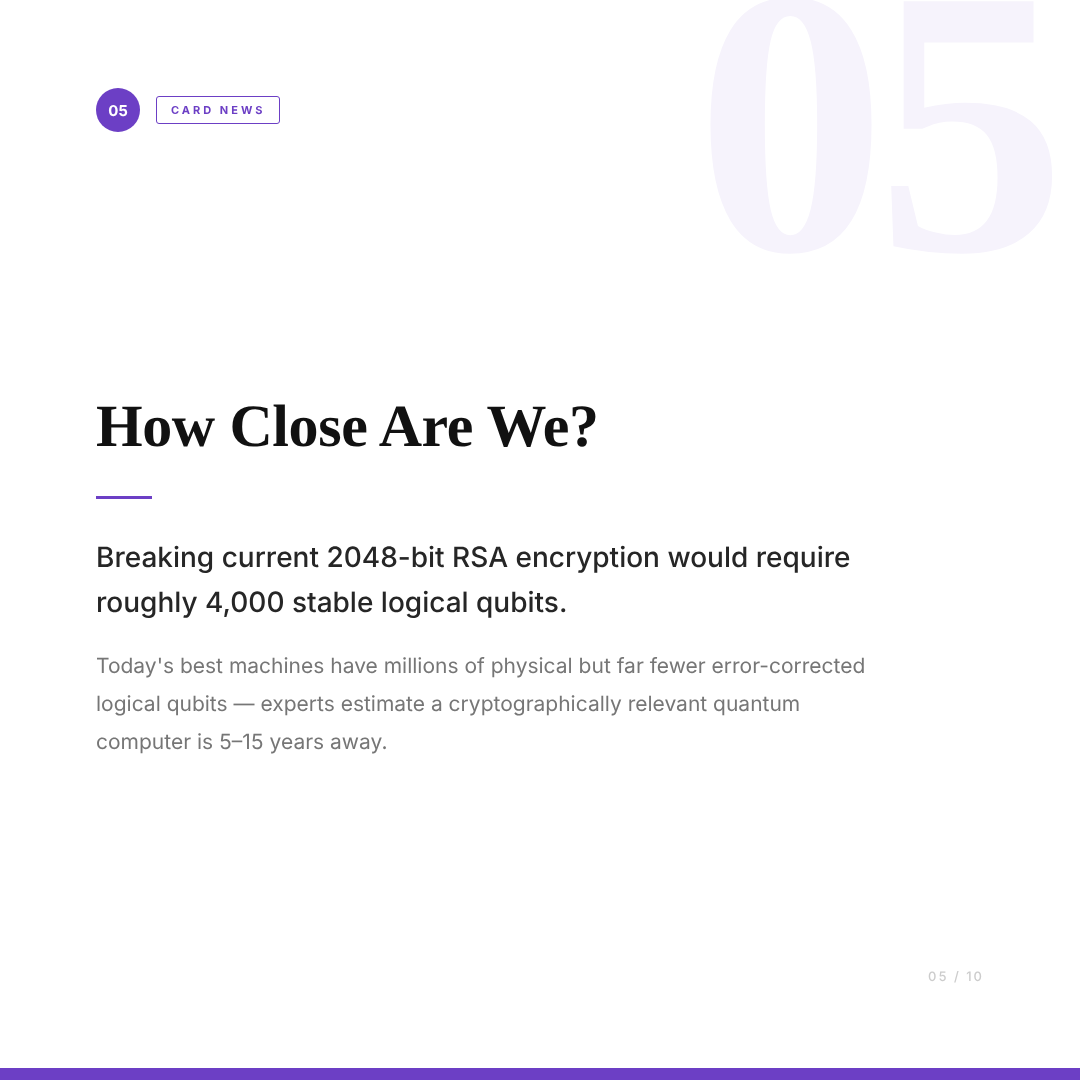 05
05
CARD NEWS
How Close Are We?
Breaking current 2048-bit RSA encryption would require
roughly 4,000 stable logical qubits.
Today's best machines have millions of physical but far fewer error-corrected
logical qubits — experts estimate a cryptographically relevant quantum
computer is 5–15 years away.
05 / 10